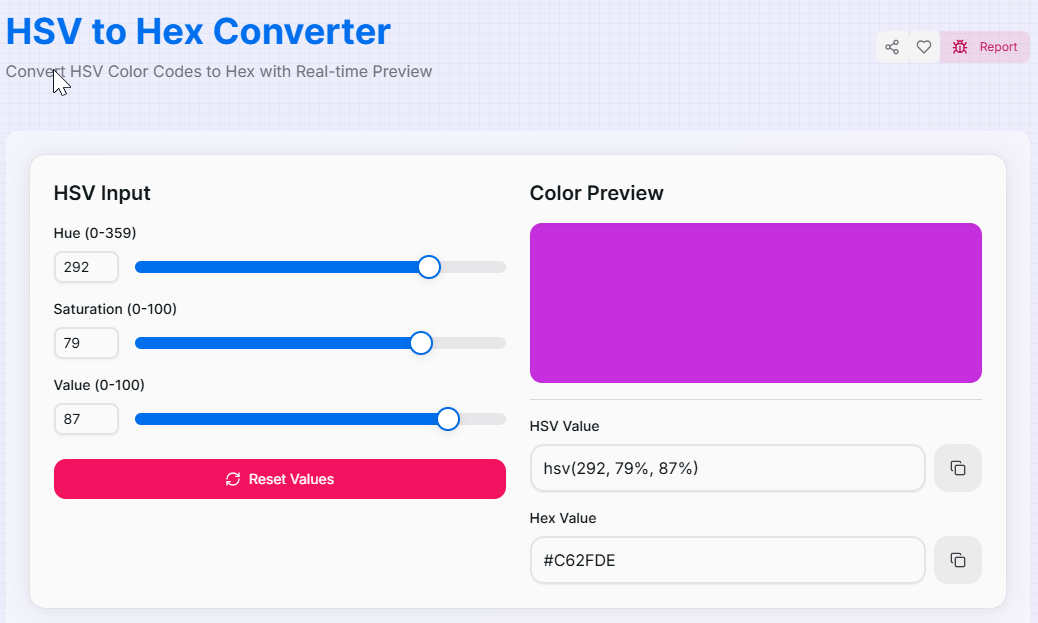 HSV to Hex Converter
Convert HSV Color Codes to Hex with Real-time Preview
Report
HSV Input
Hue (0-359)
292
Saturation (0-100)
79
Value (0-100)
87
Reset Values
Color Preview
HSV Value
hsv(292, 79%, 87%)
Hex Value
#C62FDE